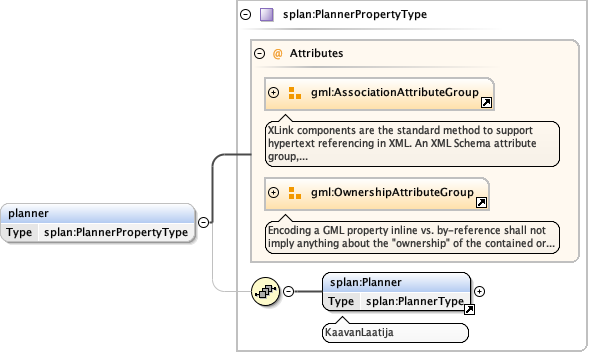 splan:PlannerPropertyType
@ Attributes
gml:AssociationAttributeGroup
XLink components are the standard method to support
hypertext referencing in XML. An XML Schema attribute
group,...
gml:OwnershipAttributeGroup
Encoding a GML property inline vs. by-reference shall not
imply anything about the "ownership" of the contained or...
planner
Type splan:PlannerPropertyType
splan:Planner
Type splan:PlannerType
KaavanLaatija